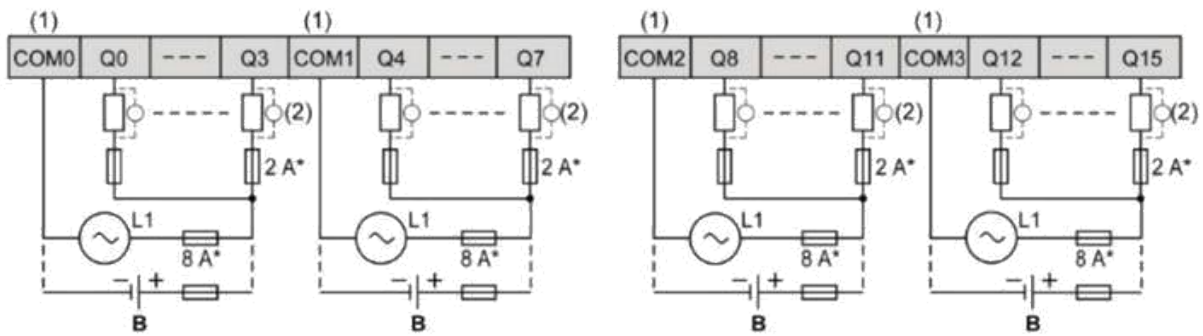 (1) (1) (1) (1)
COM0 Q0 --- Q3 COM1 Q4 --- Q7 COM2 Q8 --- Q11 COM3 Q12 --- Q15
(2) (2) (2) (2)
2 A* 2 A* 2 A* 2 A*
L1 L1 L1 L1
8 A* 8 A* 8 A* 8 A*
− + − + − + − +
B B B B